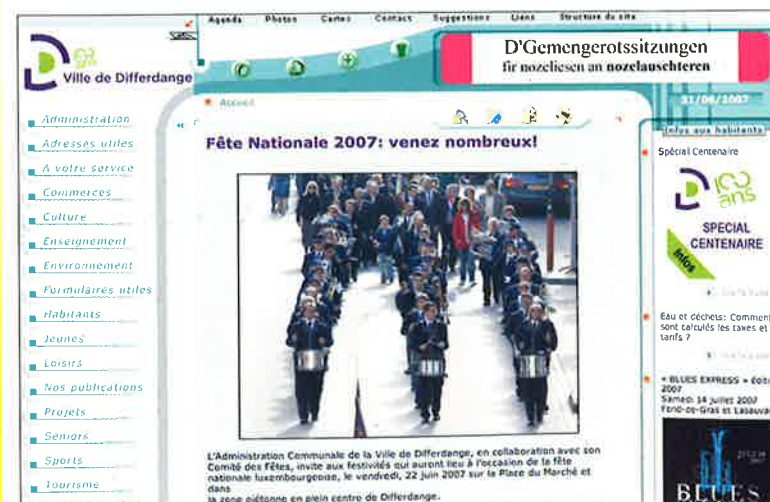 Agenda Photos Cartes Contact Suggestions Liens Structure du site
100 ans
Ville de Differdange
D'Gemengerotssitzungen
fir nozeliesen an nozelauschteren
Accueil
Administration
Adresses utiles
A votre service
Commerces
Culture
Enseignement
Environnement
Formulaires utiles
Habitants
Jeunes
Loisirs
Nos publications
Projets
Seniors
Sports
Tourisme
Fête Nationale 2007: venez nombreux!
L'Administration Communale de la Ville de Differdange, en collaboration avec son
Comité des Fêtes, invite aux festivités qui auront lieu à l'occasion de la fête
nationale luxembourgeoise, le vendredi, 22 juin 2007 sur la Place du Marché et
dans
la zone piétonne en plein centre de Differdange.
Infos aux habitants
Spécial Centenaire
100
ans
SPECIAL
CENTENAIRE
Infos
Eau et déchets: Comment
sont calculés les taxes et
tarifs ?
« BLUES EXPRESS » édit
2007
Samedi 14 juillet 2007
Fond-de-Gras et Lasauva
BLUES